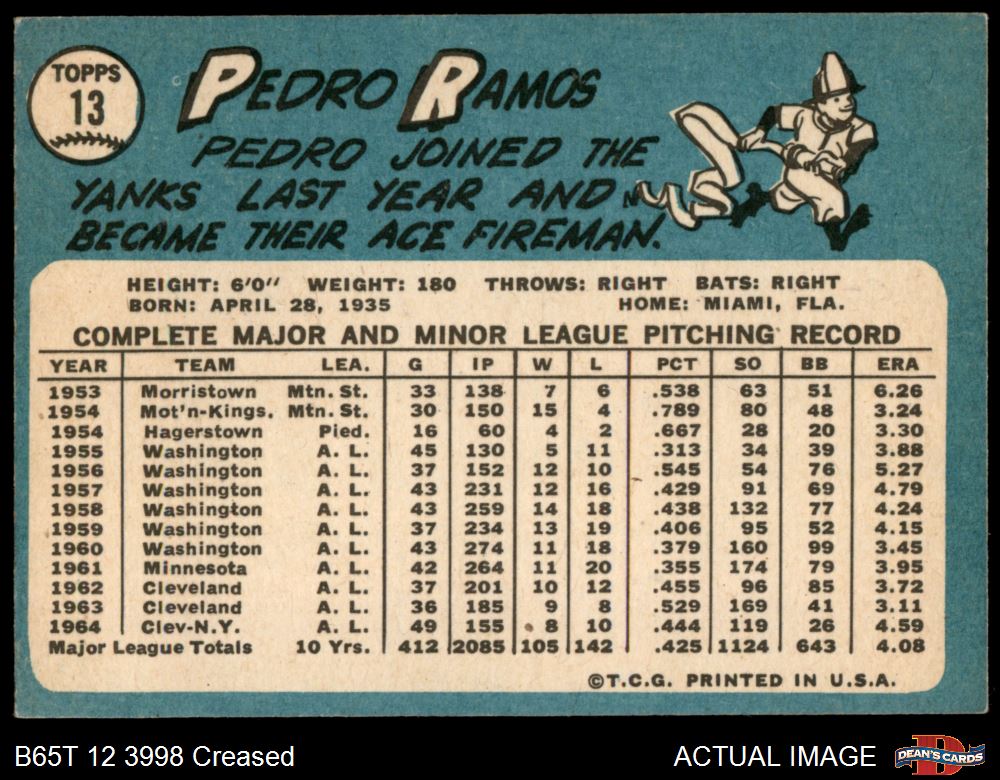 TOPPS
13
PEDRO RAMOS
PEDRO JOINED THE
YANKS LAST YEAR AND
BECAME THEIR ACE FIREMAN.
HEIGHT: 6'0" WEIGHT: 180 THROWS: RIGHT BATS: RIGHT
BORN: APRIL 28, 1935 HOME: MIAMI, FLA.
COMPLETE MAJOR AND MINOR LEAGUE PITCHING RECORD
YEAR TEAM LEA. G IP W L PCT SO BB ERA
1953 Morristown Mtn. St. 33 138 7 6 .538 63 51 6.26
1954 Mot'n-Kings. Mtn. St. 30 150 15 4 .789 80 48 3.24
1954 Hagerstown Pied. 16 60 4 2 .667 28 20 3.30
1955 Washington A. L. 45 130 5 11 .313 34 39 3.88
1956 Washington A. L. 37 152 12 10 .545 54 76 5.27
1957 Washington A. L. 43 231 12 16 .429 91 69 4.79
1958 Washington A. L. 43 259 14 18 .438 132 77 4.24
1959 Washington A. L. 37 234 13 19 .406 95 52 4.15
1960 Washington A. L. 43 274 11 18 .379 160 99 3.45
1961 Minnesota A. L. 42 264 11 20 .355 174 79 3.95
1962 Cleveland A. L. 37 201 10 12 .455 96 85 3.72
1963 Cleveland A. L. 36 185 9 8 .529 169 41 3.11
1964 Clev-N.Y. A. L. 49 155 8 10 .444 119 26 4.59
Major League Totals 10 Yrs. 412 2085 105 142 .425 1124 643 4.08
©T.C.G. PRINTED IN U.S.A.
B65T 12 3998 Creased ACTUAL IMAGE DEAN'S CARDS